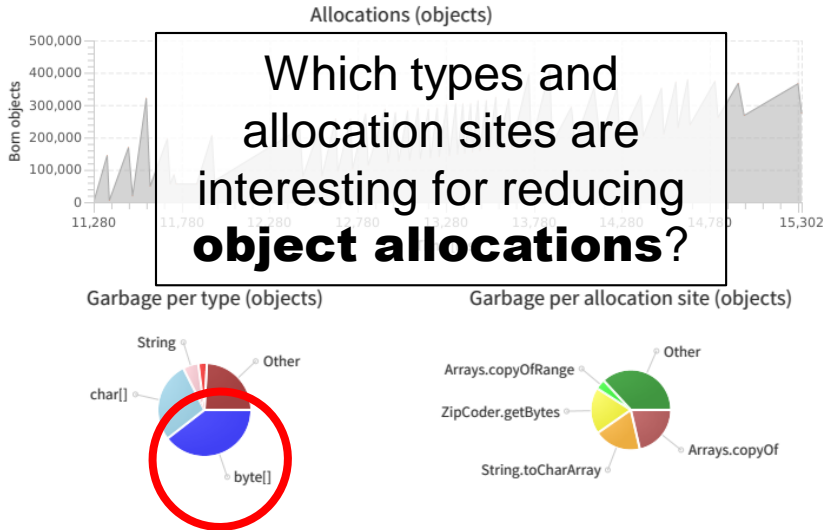 Allocations (objects)
500,000
400,000
300,000
200,000
100,000
0
Born objects
Which types and
allocation sites are
interesting for reducing
object allocations?
11,280 11,780 12,280 12,780 13,280 13,780 14,280 14,780 15,302
Garbage per type (objects)
String
Other
char[]
byte[]
Garbage per allocation site (objects)
Other
Arrays.copyOfRange
ZipCoder.getBytes
Arrays.copyOf
String.toCharArray